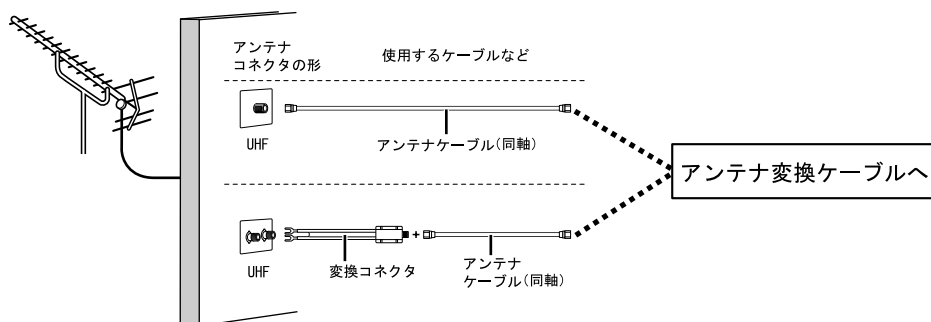 アンテナ
コネクタの形
使用するケーブルなど
UHF
アンテナケーブル(同軸)
アンテナ変換ケーブルへ
UHF
変換コネクタ
+
アンテナ
ケーブル(同軸)